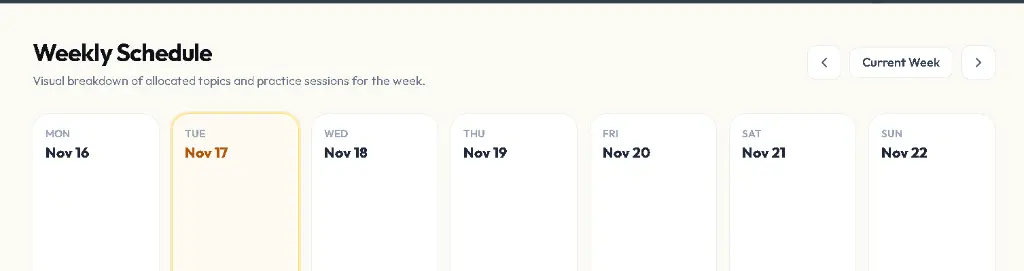 Weekly Schedule
Visual breakdown of allocated topics and practice sessions for the week.
Current Week
MON
Nov 16
TUE
Nov 17
WED
Nov 18
THU
Nov 19
FRI
Nov 20
SAT
Nov 21
SUN
Nov 22